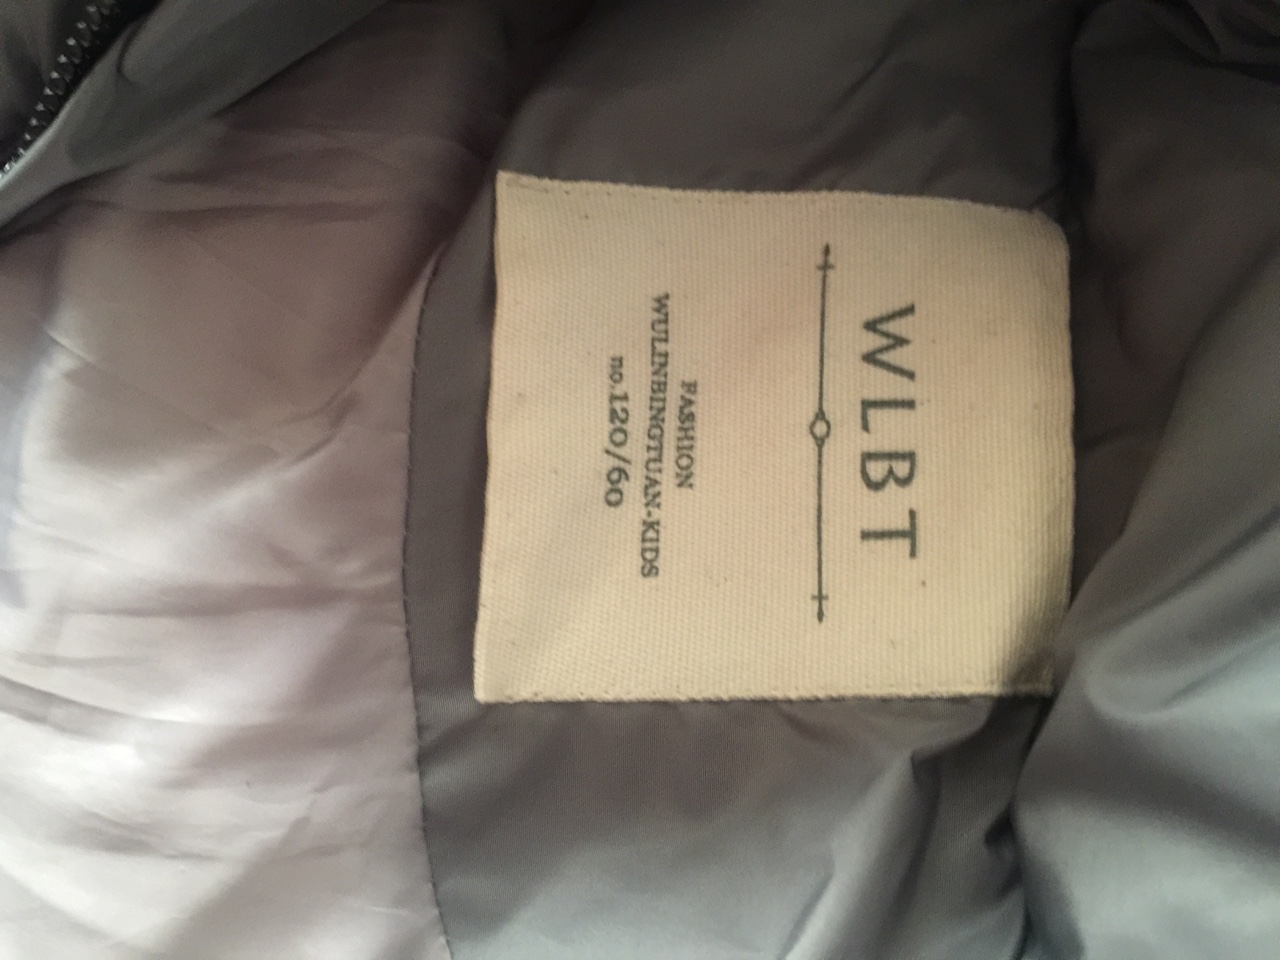 WLBT
FASHION
WULINBINGTUAN-KIDS
no.120/60